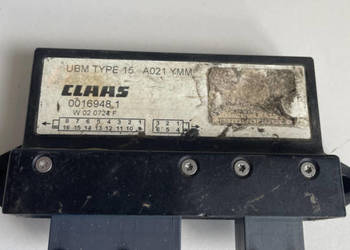 UBM TYPE 15 A021 YMM
CLAAS
0016948.1
W 02 0724 F
8 7 6 5 4 3 2 1
16 15 14 13 12 11 10 9
3 2 1
6 5 4